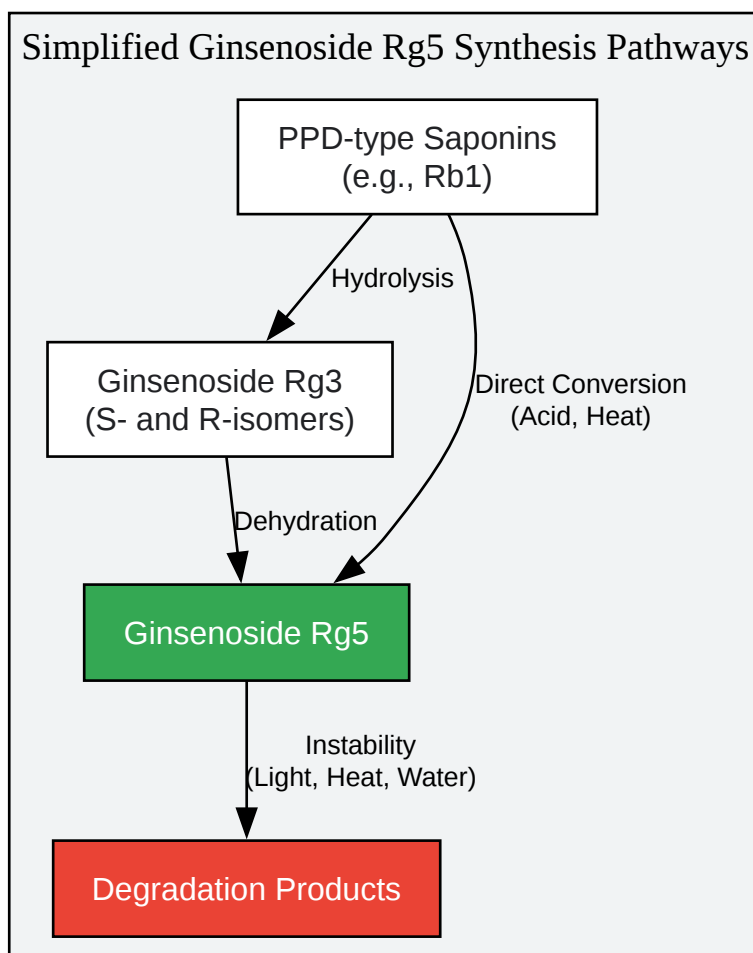 Simplified Ginsenoside Rg5 Synthesis Pathways
PPD-type Saponins
(e.g., Rb1)
Hydrolysis
Ginsenoside Rg3
(S- and R-isomers)
Direct Conversion
(Acid, Heat)
Dehydration
Ginsenoside Rg5
Instability
(Light, Heat, Water)
Degradation Products